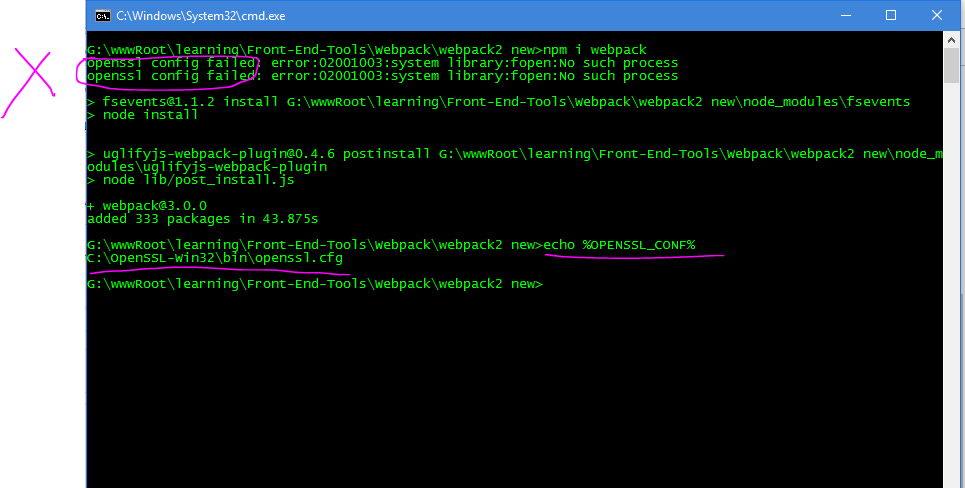 C:\Windows\System32\cmd.exe
G:\wwwRoot\learning\Front-End-Tools\Webpack\webpack2 new>npm i webpack
openssl config failed: error:02001003:system library:fopen:No such process
openssl config failed: error:02001003:system library:fopen:No such process
> fsevents@1.1.2 install G:\wwwRoot\learning\Front-End-Tools\Webpack\webpack2 new\node_modules\fsevents
> node install
> uglifyjs-webpack-plugin@0.4.6 postinstall G:\wwwRoot\learning\Front-End-Tools\Webpack\webpack2 new\node_m
odules\uglifyjs-webpack-plugin
> node lib/post_install.js
+ webpack@3.0.0
added 333 packages in 43.875s
G:\wwwRoot\learning\Front-End-Tools\Webpack\webpack2 new>echo %OPENSSL_CONF%
C:\OpenSSL-Win32\bin\openssl.cfg
G:\wwwRoot\learning\Front-End-Tools\Webpack\webpack2 new>